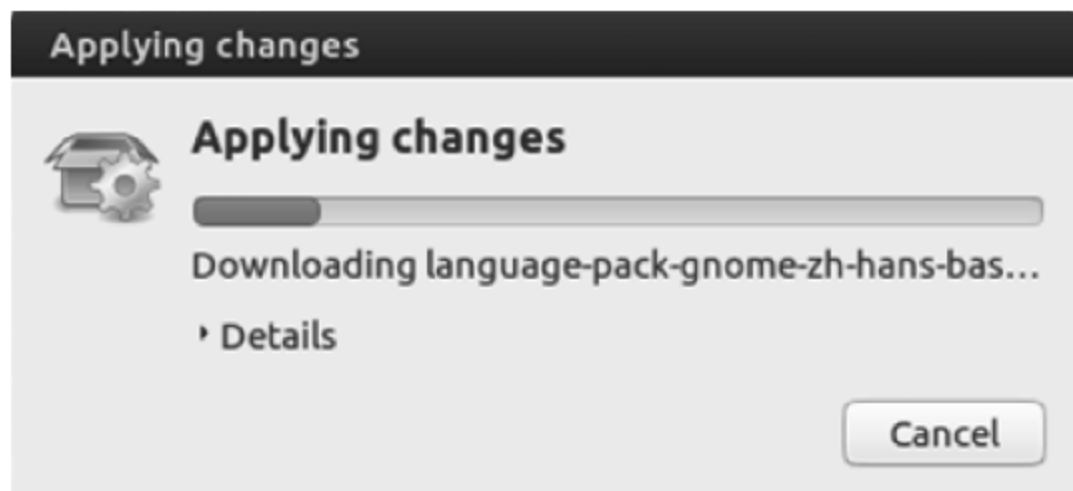 Applying changes
Applying changes
Downloading language-pack-gnome-zh-hans-bas...
Details
Cancel